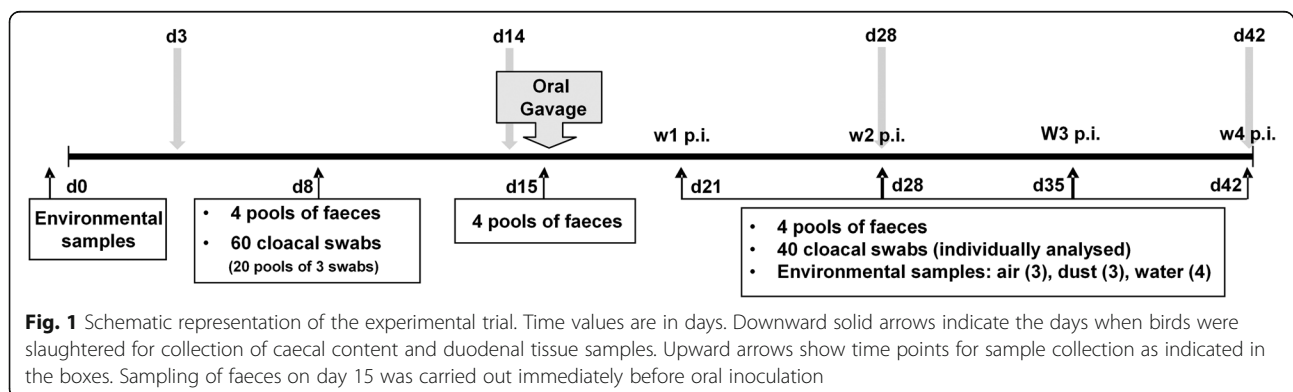 d3
d14
d28
d42
Oral
Gavage
w1 p.i.
w2 p.i.
W3 p.i.
w4 p.i.
d0
d8
d15
d21
d28
d35
d42
Environmental
samples
• 4 pools of faeces
• 60 cloacal swabs
(20 pools of 3 swabs)
4 pools of faeces
• 4 pools of faeces
• 40 cloacal swabs (individually analysed)
• Environmental samples: air (3), dust (3), water (4)
Fig. 1 Schematic representation of the experimental trial. Time values are in days. Downward solid arrows indicate the days when birds were
slaughtered for collection of caecal content and duodenal tissue samples. Upward arrows show time points for sample collection as indicated in
the boxes. Sampling of faeces on day 15 was carried out immediately before oral inoculation